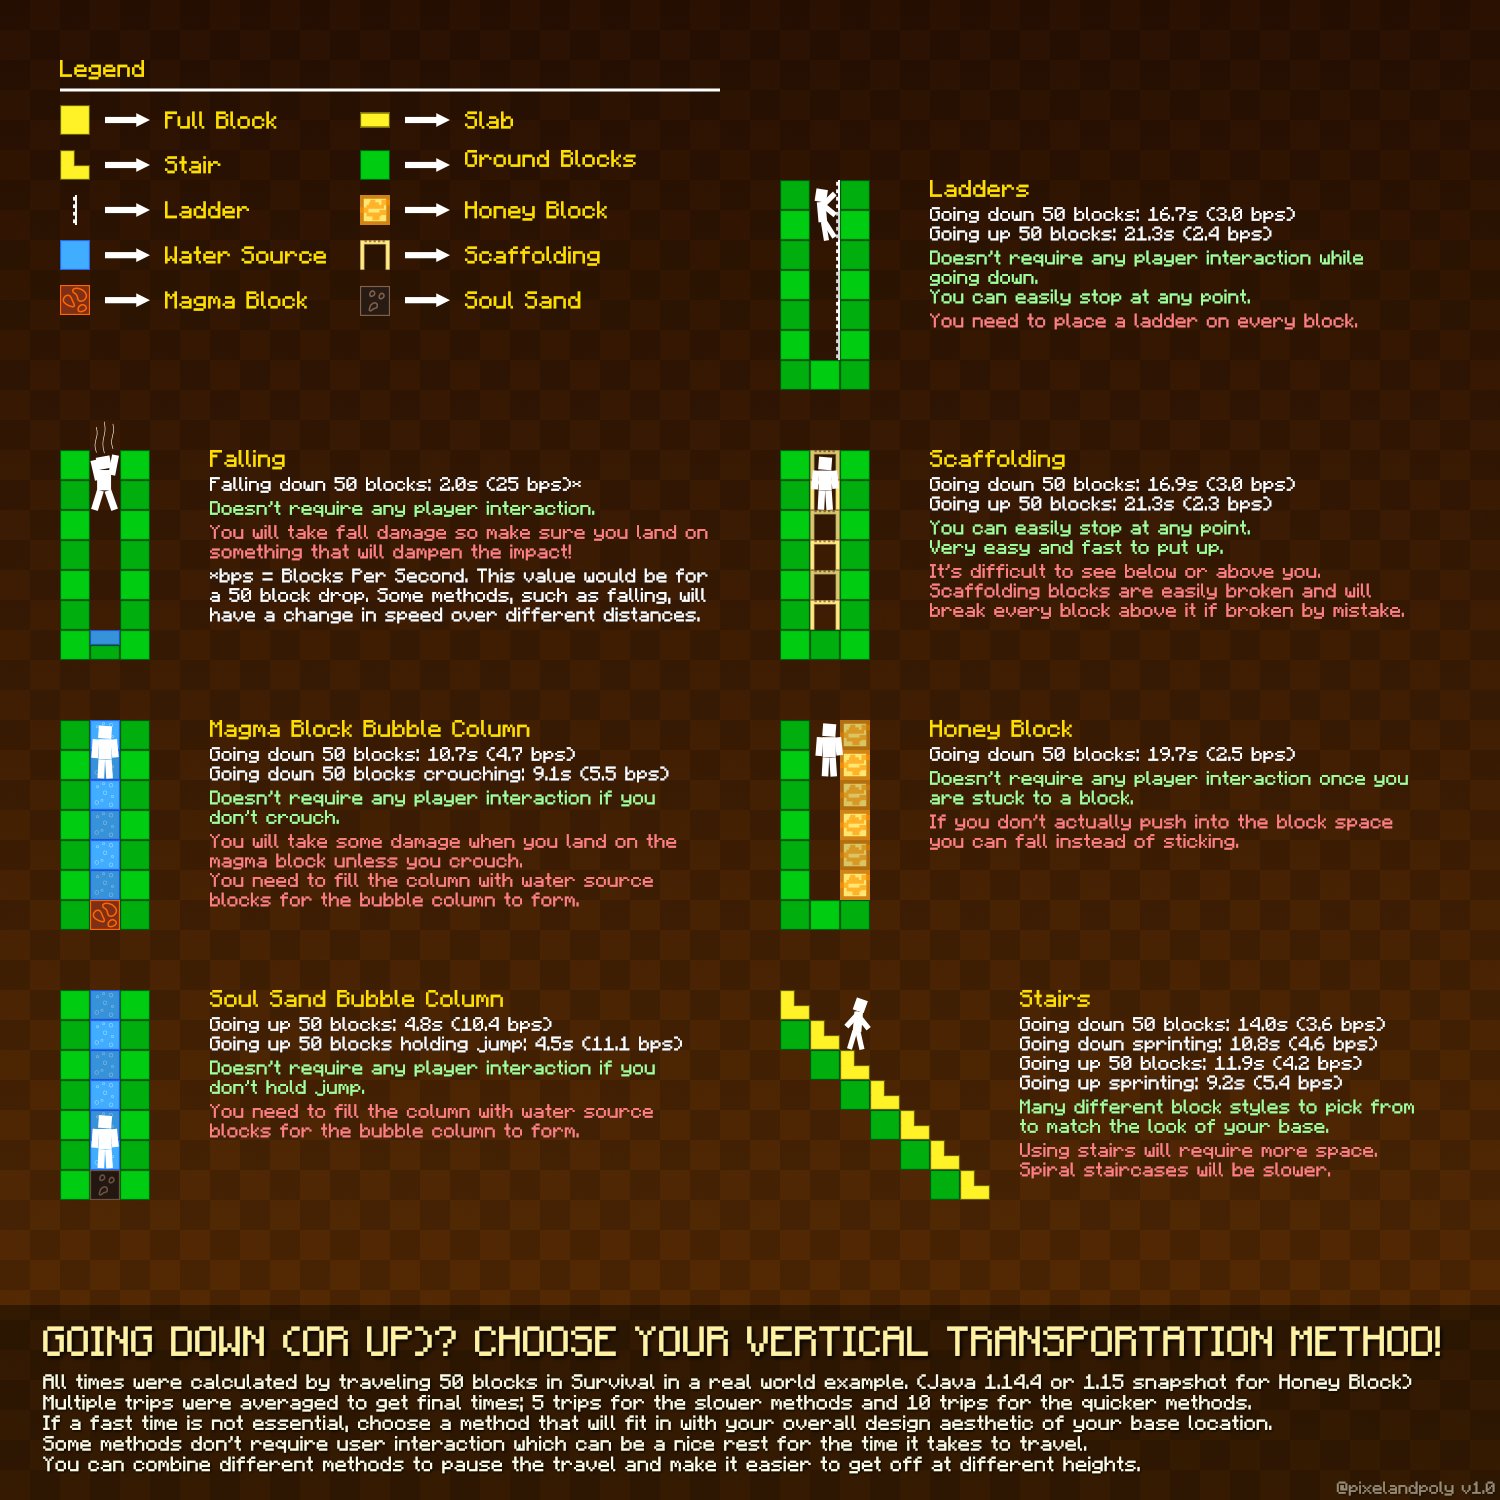 Legend
Full Block
Slab
Stair
Ground Blocks
Ladder
Honey Block
Water Source
Scaffolding
Magma Block
Soul Sand
Ladders
Going down 50 blocks: 16.7s (3.0 bps)
Going up 50 blocks: 21.3s (2.4 bps)
Doesn't require any player interaction while
going down.
You can easily stop at any point.
You need to place a ladder on every block.
Falling
Falling down 50 blocks: 2.0s (25 bps)*
Doesn't require any player interaction.
You will take fall damage so make sure you land on
something that will dampen the impact!
*bps = Blocks Per Second. This value would be for
a 50 block drop. Some methods, such as falling, will
have a change in speed over different distances.
Scaffolding
Going down 50 blocks: 16.9s (3.0 bps)
Going up 50 blocks: 21.3s (2.3 bps)
You can easily stop at any point.
Very easy and fast to put up.
It's difficult to see below or above you.
Scaffolding blocks are easily broken and will
break every block above it if broken by mistake.
Magma Block Bubble Column
Going down 50 blocks: 10.7s (4.7 bps)
Going down 50 blocks crouching: 9.1s (5.5 bps)
Doesn't require any player interaction if you
don't crouch.
You will take some damage when you land on the
magma block unless you crouch.
You need to fill the column with water source
blocks for the bubble column to form.
Honey Block
Going down 50 blocks: 19.7s (2.5 bps)
Doesn't require any player interaction once you
are stuck to a block.
If you don't actually push into the block space
you can fall instead of sticking.
Soul Sand Bubble Column
Going up 50 blocks: 4.8s (10.4 bps)
Going up 50 blocks holding jump: 4.5s (11.1 bps)
Doesn't require any player interaction if you
don't hold jump.
You need to fill the column with water source
blocks for the bubble column to form.
Stairs
Going down 50 blocks: 14.0s (3.6 bps)
Going down sprinting: 10.8s (4.6 bps)
Going up 50 blocks: 11.9s (4.2 bps)
Going up sprinting: 9.2s (5.4 bps)
Many different block styles to pick from
to match the look of your base.
Using stairs will require more space.
Spiral staircases will be slower.
GOING DOWN (OR UP)? CHOOSE YOUR VERTICAL TRANSPORTATION METHOD!
All times were calculated by traveling 50 blocks in Survival in a real world example. (Java 1.14.4 or 1.15 snapshot for Honey Block)
Multiple trips were averaged to get final times; 5 trips for the slower methods and 10 trips for the quicker methods.
If a fast time is not essential, choose a method that will fit in with your overall design aesthetic of your base location.
Some methods don't require user interaction which can be a nice rest for the time it takes to travel.
You can combine different methods to pause the travel and make it easier to get off at different heights.
@pixelandpoly v1.0